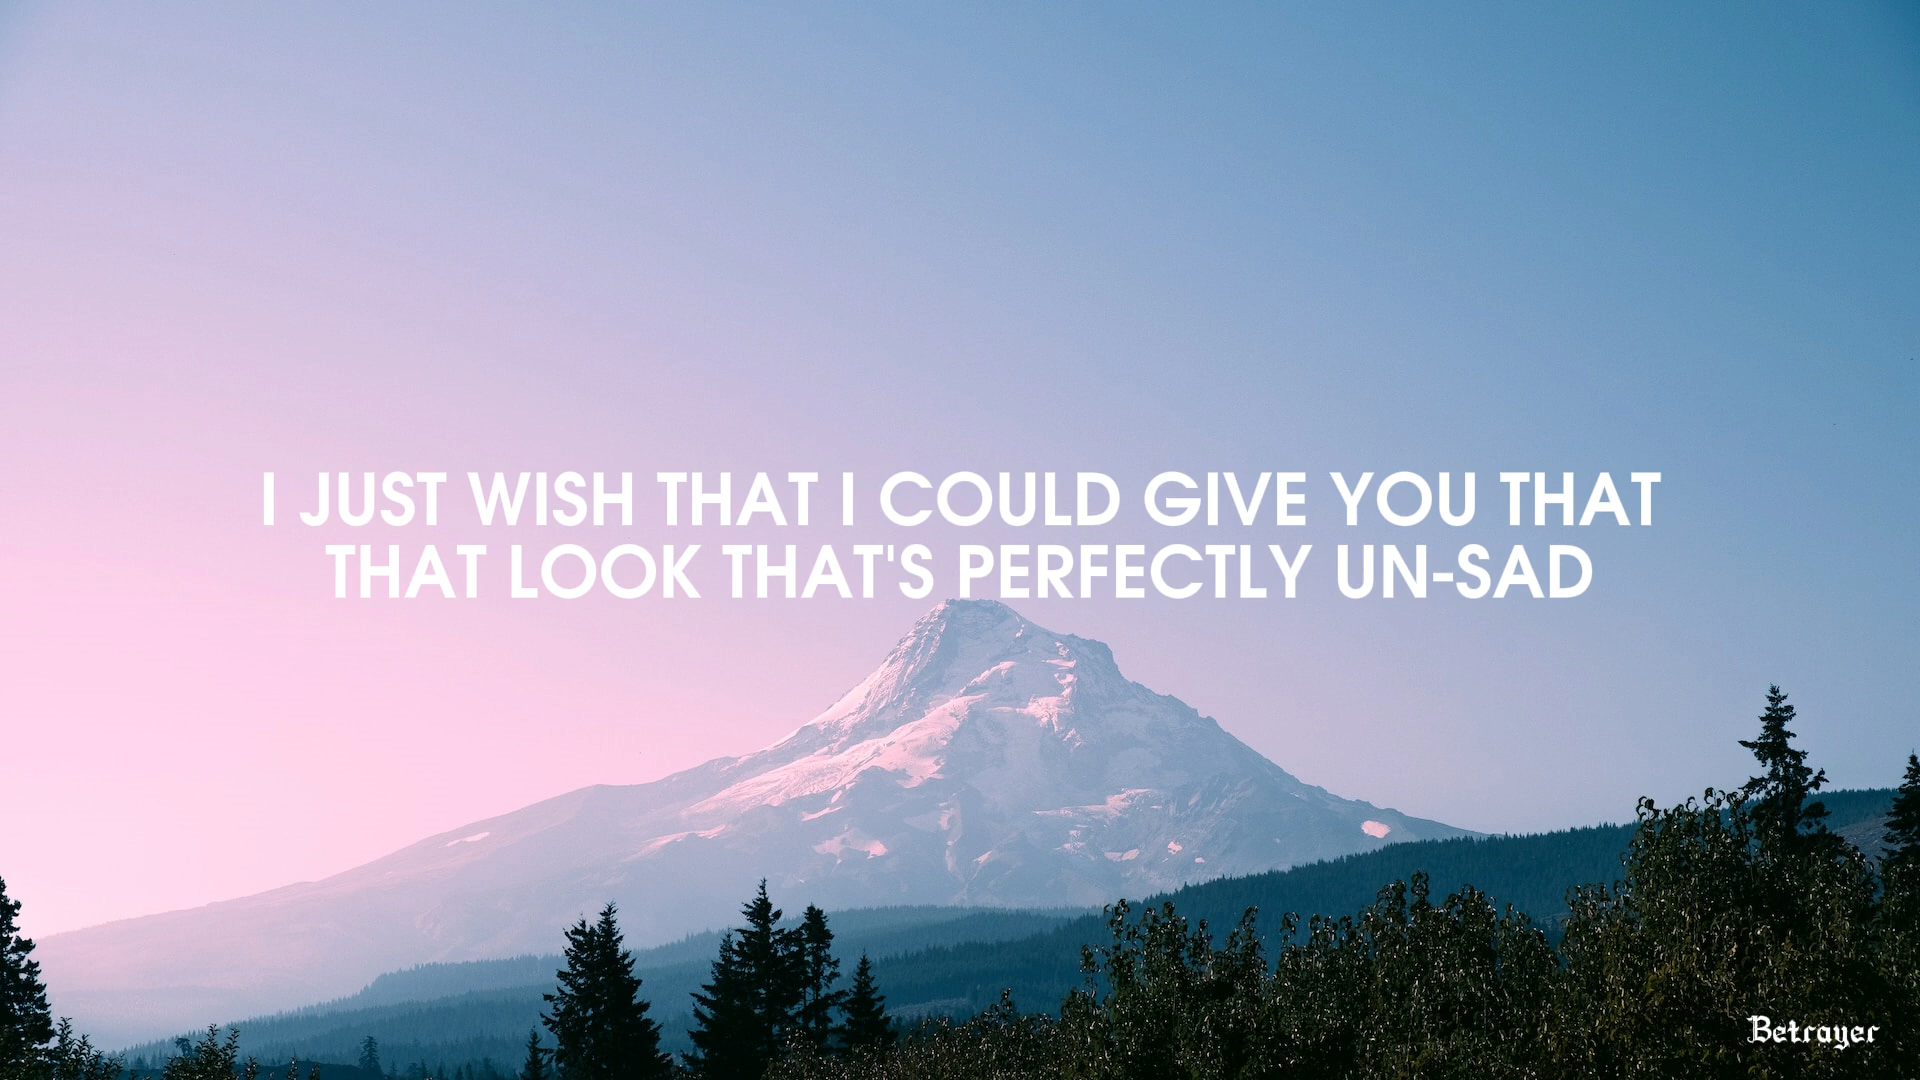 I JUST WISH THAT I COULD GIVE YOU THAT
THAT LOOK THAT'S PERFECTLY UN-SAD
Betrayer